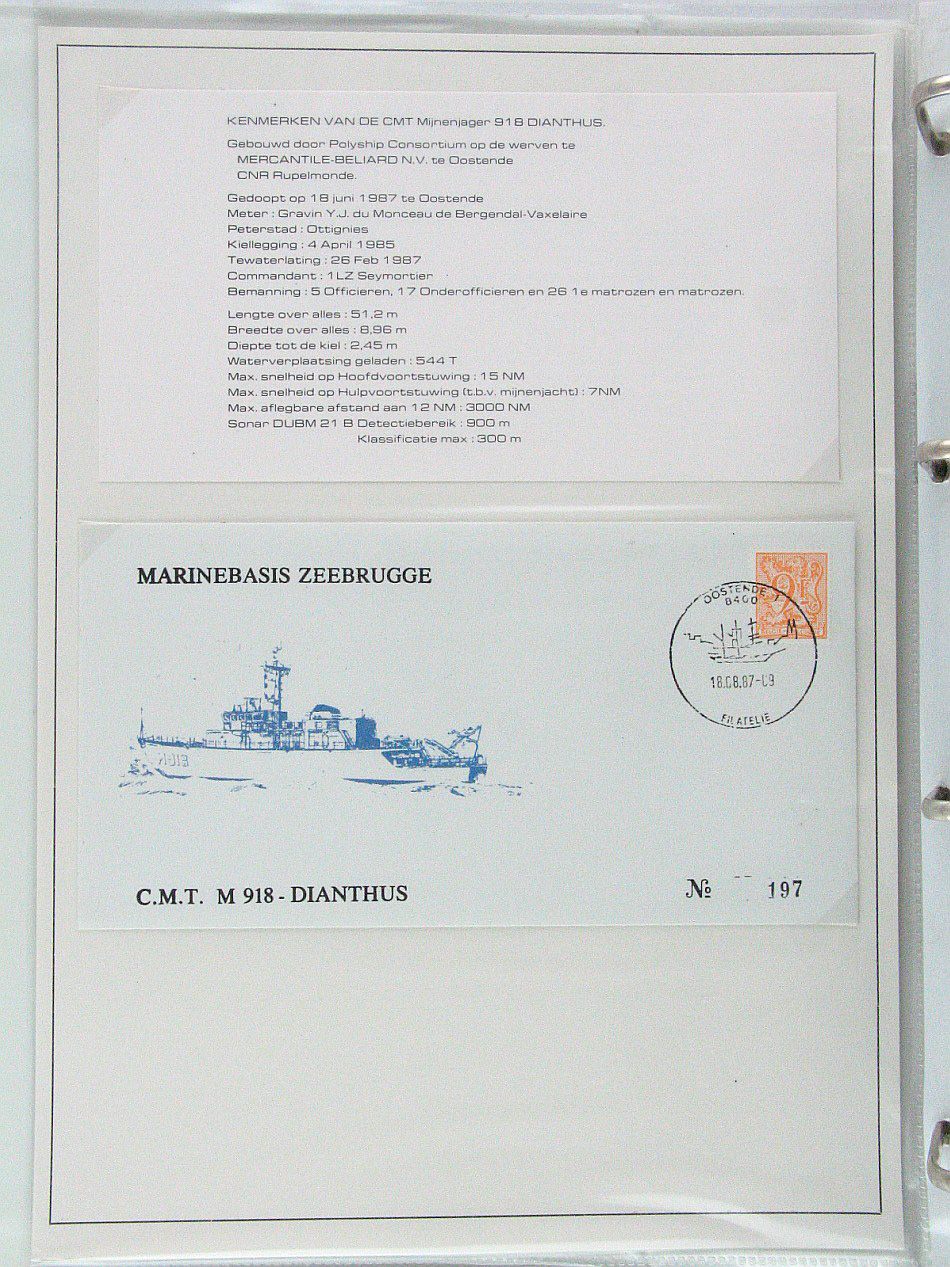 KENMERKEN VAN DE CMT Mijnenjager 918 DIANTHUS.
Gebouwd door Polyship Consortium op de werven te
MERCANTILE-BELIARD N.V. te Oostende
CNR Rupelmonde.
Gedoopt op 18 juni 1987 te Oostende
Meter : Gravin Y.J. du Monceau de Bergendal-Vaxelaire
Peterstad : Ottignies
Kiellegging : 4 April 1985
Tewaterlating : 26 Feb 1987
Commandant : 1LZ Seymortier
Bemanning : 5 Officieren, 17 Onderofficieren en 26 1e matrozen en matrozen.
Lengte over alles : 51,2 m
Breedte over alles : 8,96 m
Diepte tot de kiel : 2,45 m
Waterverplaatsing geladen : 544 T
Max. snelheid op Hoofdvoortstuwing : 15 NM
Max. snelheid op Hulpvoortstuwing (t.b.v. mijnenjacht) : 7NM
Max. aflegbare afstand aan 12 NM : 3000 NM
Sonar DUBM 21 B Detectiebereik : 900 m
Klassificatie max : 300 m
MARINEBASIS ZEEBRUGGE
OOSTENDE 1
8400
18.08.87-09
FILATELIE
C.M.T. M 918 - DIANTHUS
№ 197